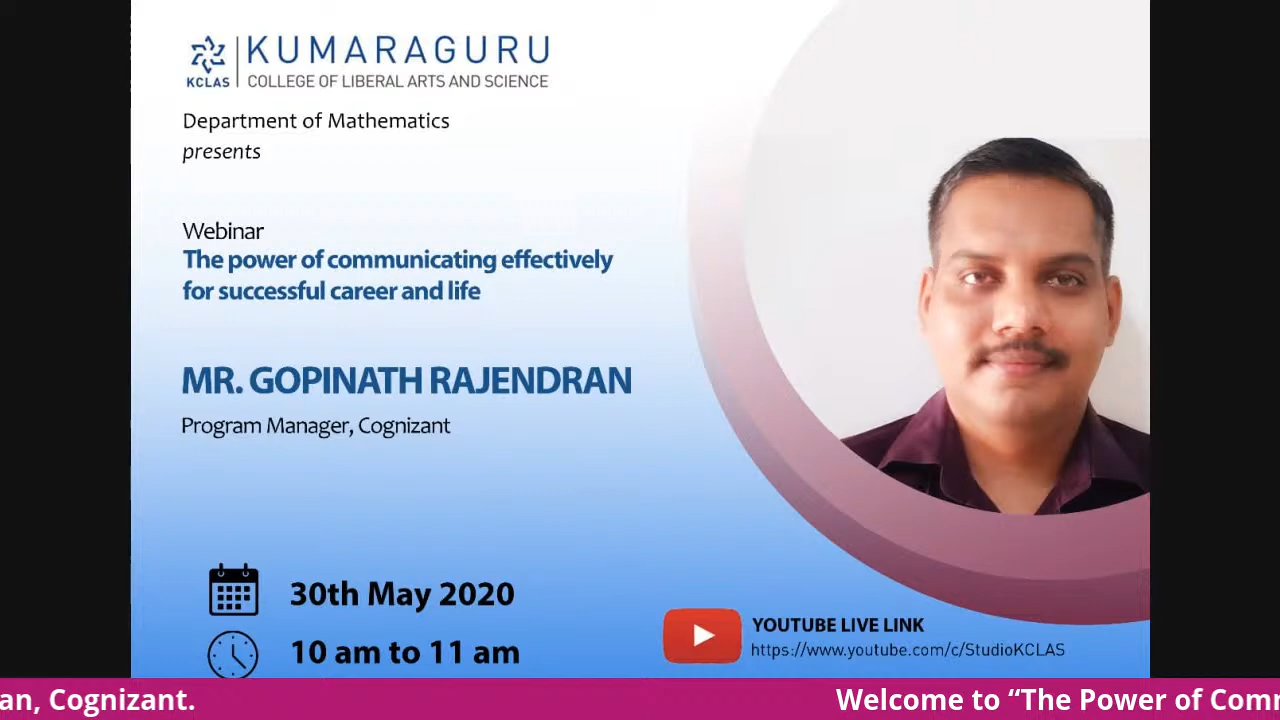 KUMARAGURU
KCLAS
COLLEGE OF LIBERAL ARTS AND SCIENCE
Department of Mathematics
presents
Webinar
The power of communicating effectively
for successful career and life
MR. GOPINATH RAJENDRAN
Program Manager, Cognizant
30th May 2020
10 am to 11 am
YOUTUBE LIVE LINK
https://www.youtube.com/c/StudioKCLAS
an, Cognizant.
Welcome to “The Power of Comm